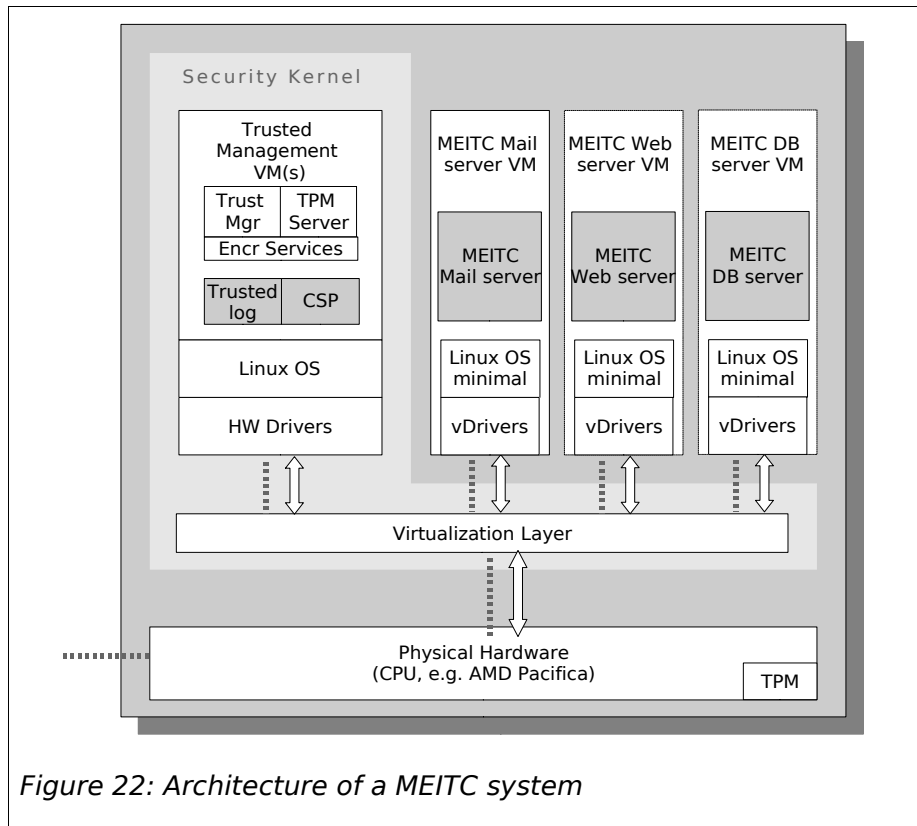 Security Kernel
Trusted
Management
VM(s)
Trust
Mgr
TPM
Server
Encr Services
Trusted
log
CSP
Linux OS
HW Drivers
MEITC Mail
server VM
MEITC
Mail server
Linux OS
minimal
vDrivers
MEITC Web
server VM
MEITC
Web server
Linux OS
minimal
vDrivers
MEITC DB
server VM
MEITC
DB server
Linux OS
minimal
vDrivers
Virtualization Layer
Physical Hardware
(CPU, e.g. AMD Pacifica)
TPM
Figure 22: Architecture of a MEITC system